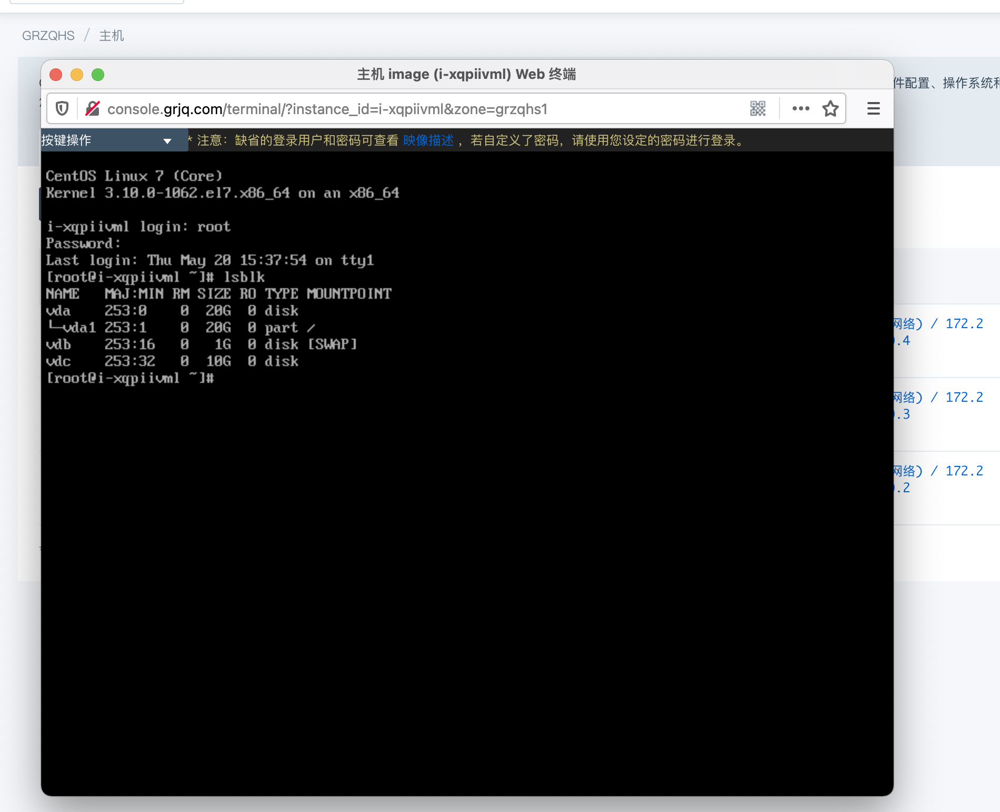 GRZQHS / 主机
主机 image (i-xqpiivml) Web 终端
件配置、操作系统和
console.grjq.com/terminal/?instance_id=i-xqpiivml&zone=grzqhs1
按键操作
* 注意：缺省的登录用户和密码可查看 映像描述 ，若自定义了密码，请使用您设定的密码进行登录。
CentOS Linux 7 (Core)
Kernel 3.10.0-1062.el7.x86_64 on an x86_64
i-xqpiivml login: root
Password:
Last login: Thu May 20 15:37:54 on tty1
[root@i-xqpiivml ~]# lsblk
NAME   MAJ:MIN RM SIZE RO TYPE MOUNTPOINT
vda    253:0    0  20G  0 disk
└─vda1 253:1    0  20G  0 part /
vdb    253:16   0   1G  0 disk [SWAP]
vdc    253:32   0  10G  0 disk
[root@i-xqpiivml ~]#
网络) / 172.2
.4
网络) / 172.2
.3
网络) / 172.2
.2